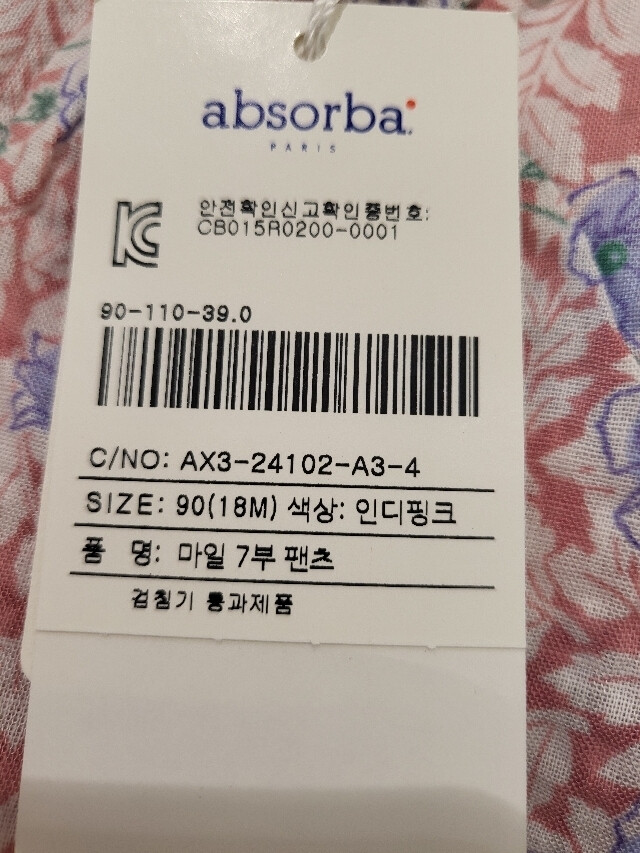 absorba
PARIS
안전확인신고확인증번호:
CB015R0200-0001
90-110-39.0
C/NO: AX3-24102-A3-4
SIZE: 90(18M) 색상: 인디핑크
품 명: 마일 7부 팬츠
검침기 통과제품